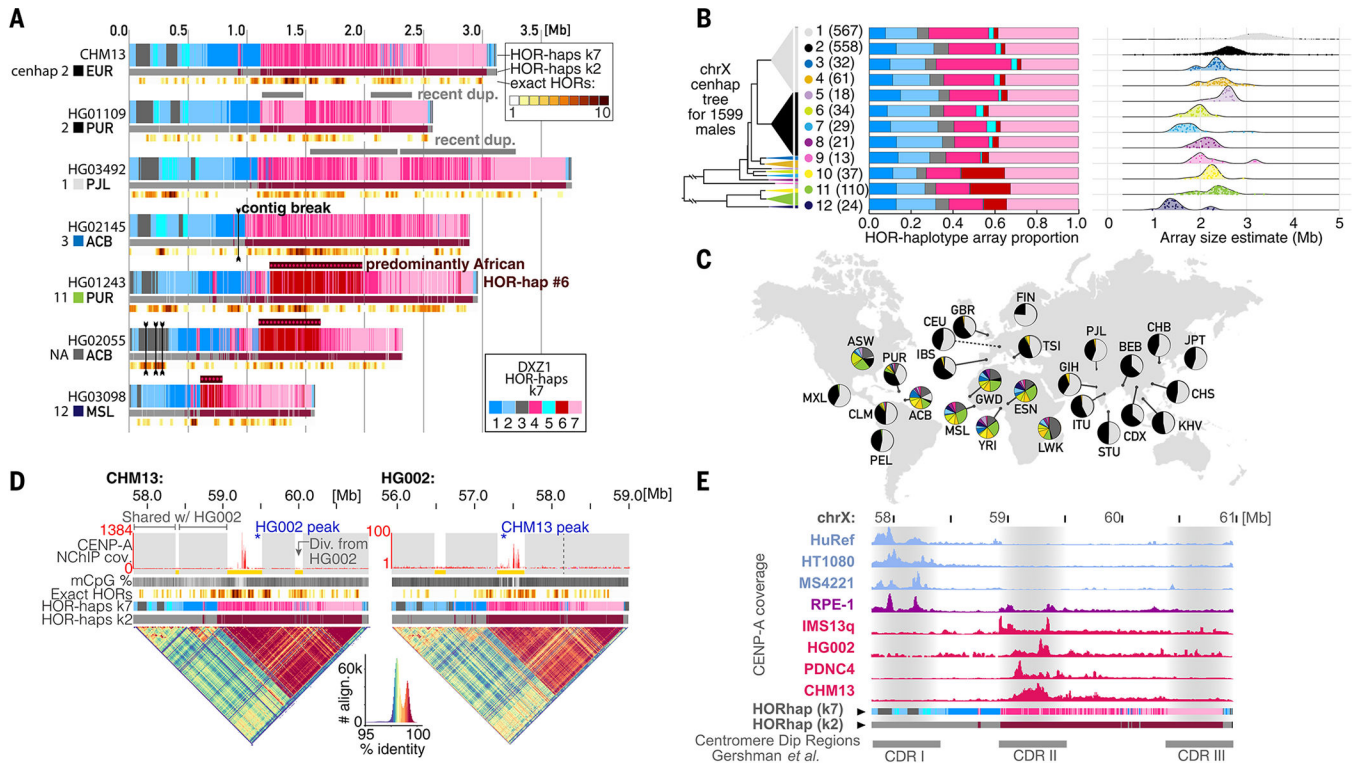 A
0.0 0.5 1.0 1.5 2.0 2.5 3.0 3.5 [Mb]
CHM13
cenhap 2 EUR
HOR-haps k7
HOR-haps k2
exact HORs:
1 10
recent dup.
HG01109
2 PUR
recent dup.
HG03492
1 PJL
contig break
HG02145
3 ACB
predominantly African
HOR-hap #6
HG01243
11 PUR
HG02055
NA ACB
HG03098
12 MSL
DXZ1
HOR-haps
k7
1 2 3 4 5 6 7
B
chrX
cenhap
tree
for 1599
males
1 (567)
2 (558)
3 (32)
4 (61)
5 (18)
6 (34)
7 (29)
8 (21)
9 (13)
10 (37)
11 (110)
12 (24)
0 0.2 0.4 0.6 0.8 1.0
HOR-haplotype array proportion
0 1 2 3 4 5
Array size estimate (Mb)
C
FIN
GBR
CEU
IBS
TSI
PJL
BEB
CHB
JPT
ASW
PUR
GIH
MXL
CLM
ACB
GWD
ESN
CHS
MSL
ITU
YRI
LWK
CDX
KHV
PEL
STU
D
CHM13:
58.0 59.0 60.0 [Mb]
Shared w/ HG002
1384
HG002 peak
*
CENP-A
NChIP cov.
0
Div. from
HG002
mCpG %
Exact HORs
HOR-haps k7
HOR-haps k2
HG002:
56.0 57.0 58.0 59.0[Mb]
100
1
CHM13 peak
*
60k
# align.
0
95 100
% identity
E
chrX: 58 59 60 61 [Mb]
CENP-A coverage
HuRef
HT1080
MS4221
RPE-1
IMS13q
HG002
PDNC4
CHM13
HORhap (k7)
HORhap (k2)
Centromere Dip Regions
Gershman et al.
CDR I CDR II CDR III